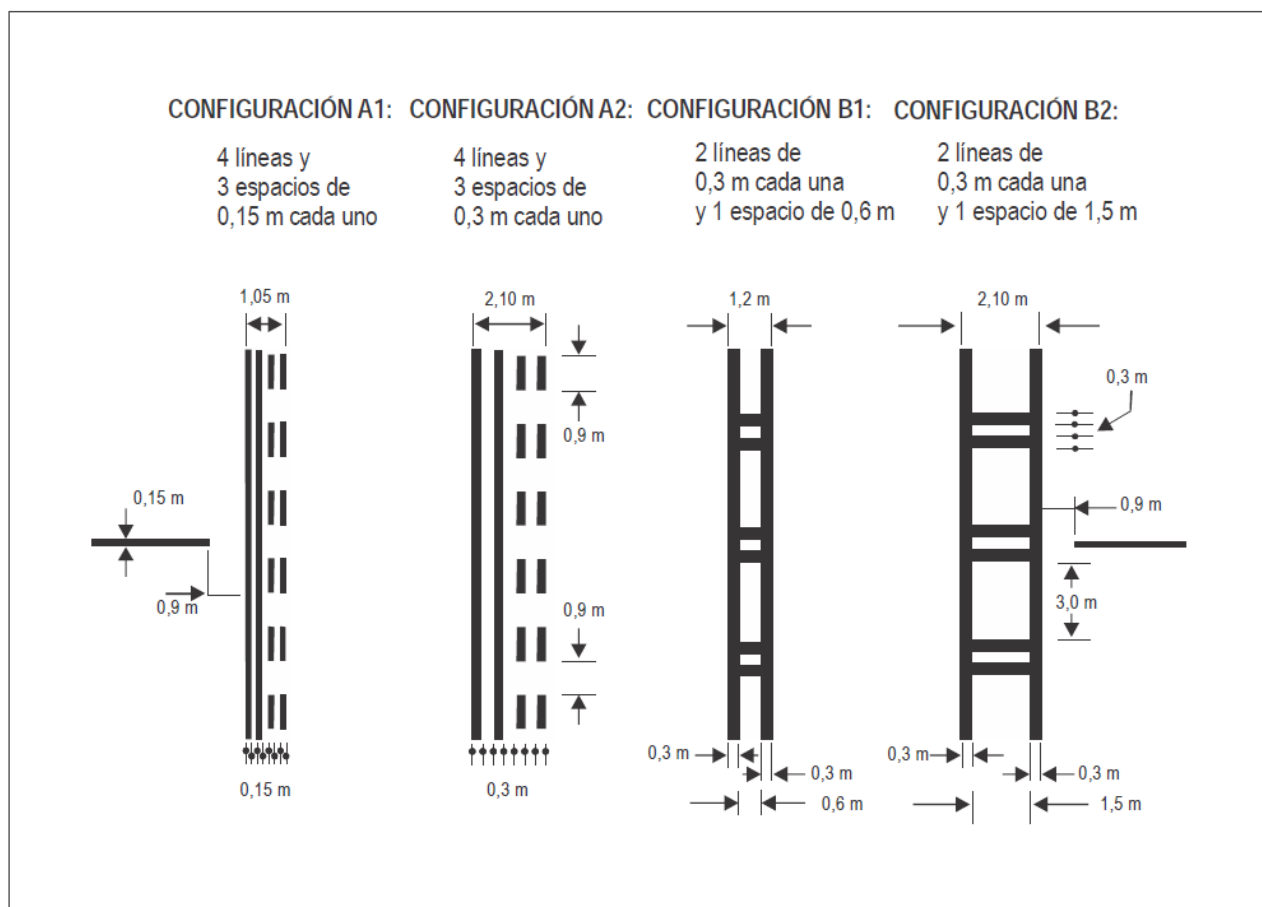 CONFIGURACIÓN A1:
4 líneas y
3 espacios de
0,15 m cada uno
CONFIGURACIÓN A2:
4 líneas y
3 espacios de
0,3 m cada uno
CONFIGURACIÓN B1:
2 líneas de
0,3 m cada una
y 1 espacio de 0,6 m
CONFIGURACIÓN B2:
2 líneas de
0,3 m cada una
y 1 espacio de 1,5 m
1,05 m
0,15 m
0,9 m
0,15 m
2,10 m
0,9 m
0,9 m
0,3 m
1,2 m
0,3 m
0,3 m
0,6 m
2,10 m
0,3 m
0,9 m
3,0 m
0,3 m
0,3 m
1,5 m